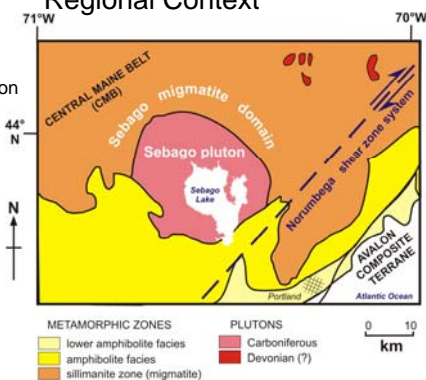 Regional Context
71°W
70°W
on
CENTRAL MAINE BELT
(CMB)
Sebago migmatite domain
44°
N
Sebago pluton
Sebago
Lake
Norumbega shear zone system
N
AVALON
COMPOSITE
TERRANE
Portland
Atlantic Ocean
METAMORPHIC ZONES
lower amphibolite facies
amphibolite facies
sillimanite zone (migmatite)
PLUTONS
Carboniferous
Devonian (?)
0 10
km